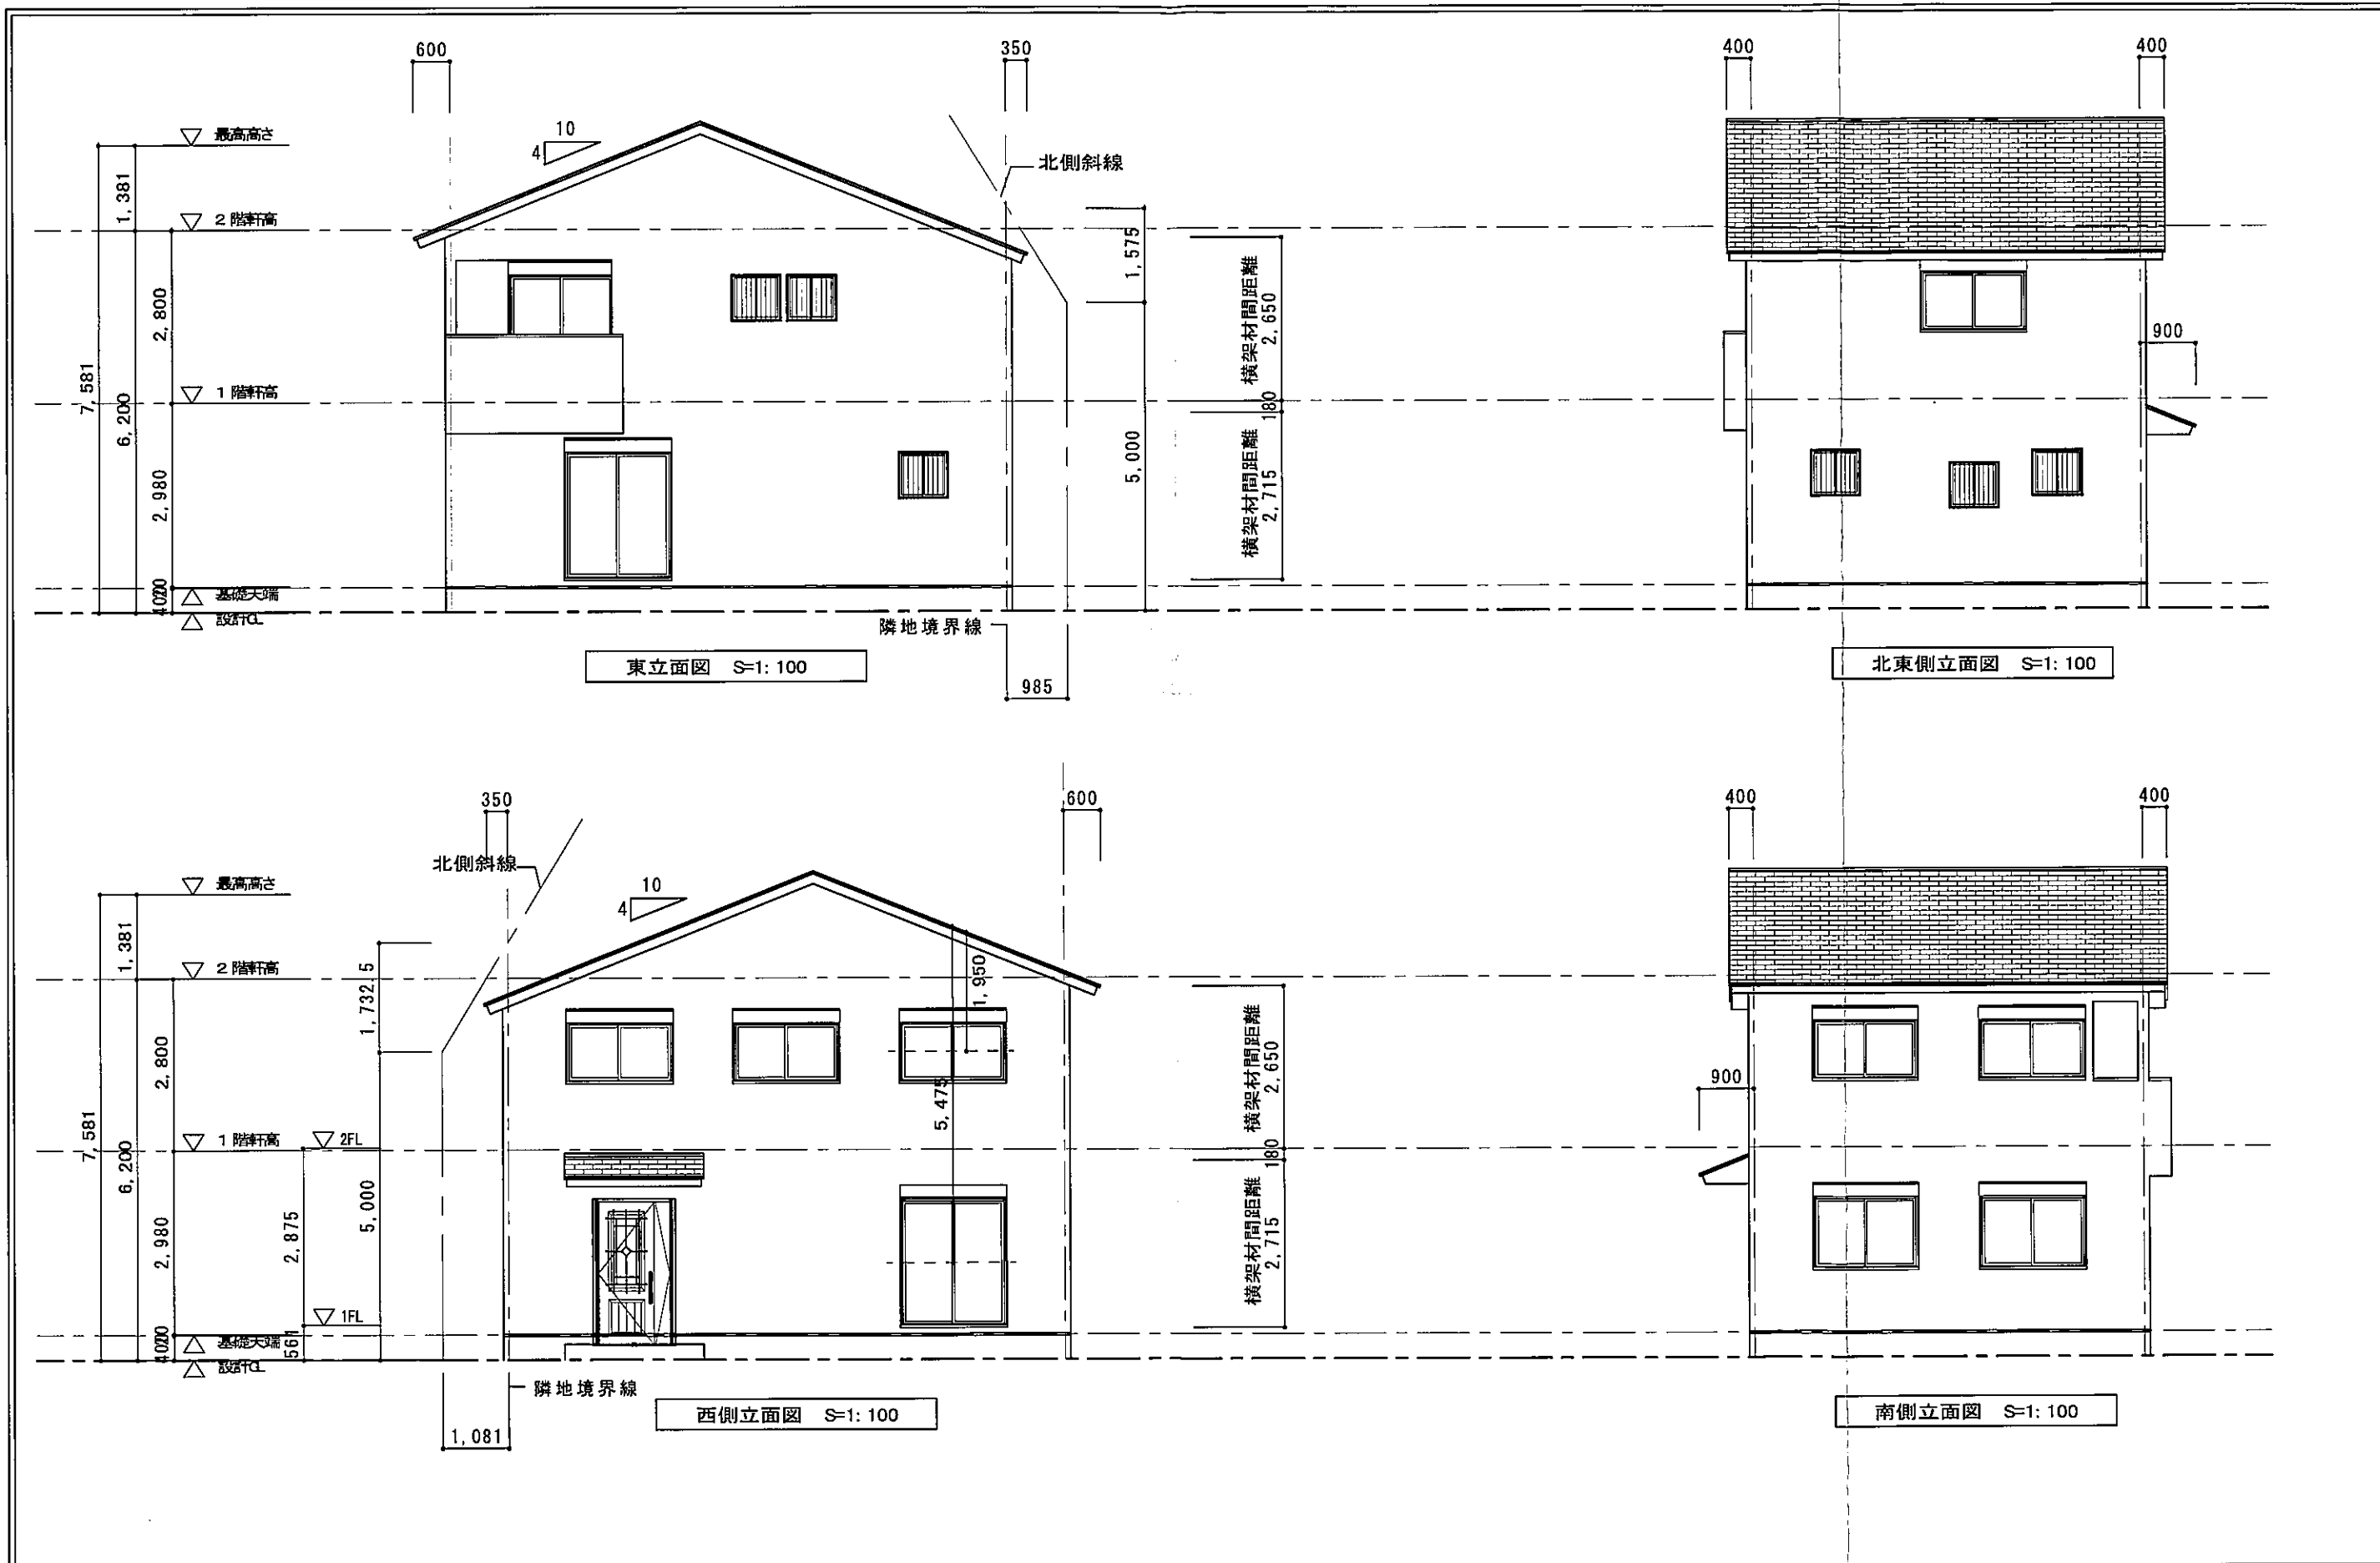 600
350
400
400
最高高さ
10
4
北側斜線
1,381
2階軒高
1,575
2,800
横架材間距離
2,650
900
7,581
6,200
1階軒高
180
2,980
5,000
横架材間距離
2,715
400
基礎天端
設計GL
隣地境界線
東立面図 S=1:100
985
北東側立面図 S=1:100
350
600
400
400
北側斜線
最高高さ
10
4
1,381
2階軒高
1,732.5
1,950
2,800
5,475
横架材間距離
2,650
900
7,581
6,200
1階軒高
2FL
180
2,980
2,875
5,000
横架材間距離
2,715
1FL
400
基礎天端
561
設計GL
隣地境界線
西側立面図 S=1:100
1,081
南側立面図 S=1:100